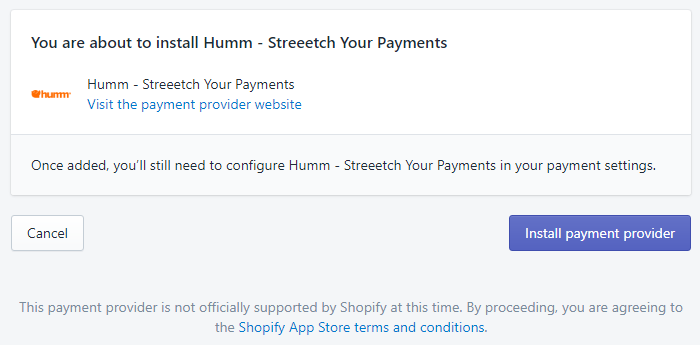 You are about to install Humm - Streeetch Your Payments
humm
Humm - Streeetch Your Payments
Visit the payment provider website
Once added, you’ll still need to configure Humm - Streeetch Your Payments in your payment settings.
Cancel
Install payment provider
This payment provider is not officially supported by Shopify at this time. By proceeding, you are agreeing to
the Shopify App Store terms and conditions.